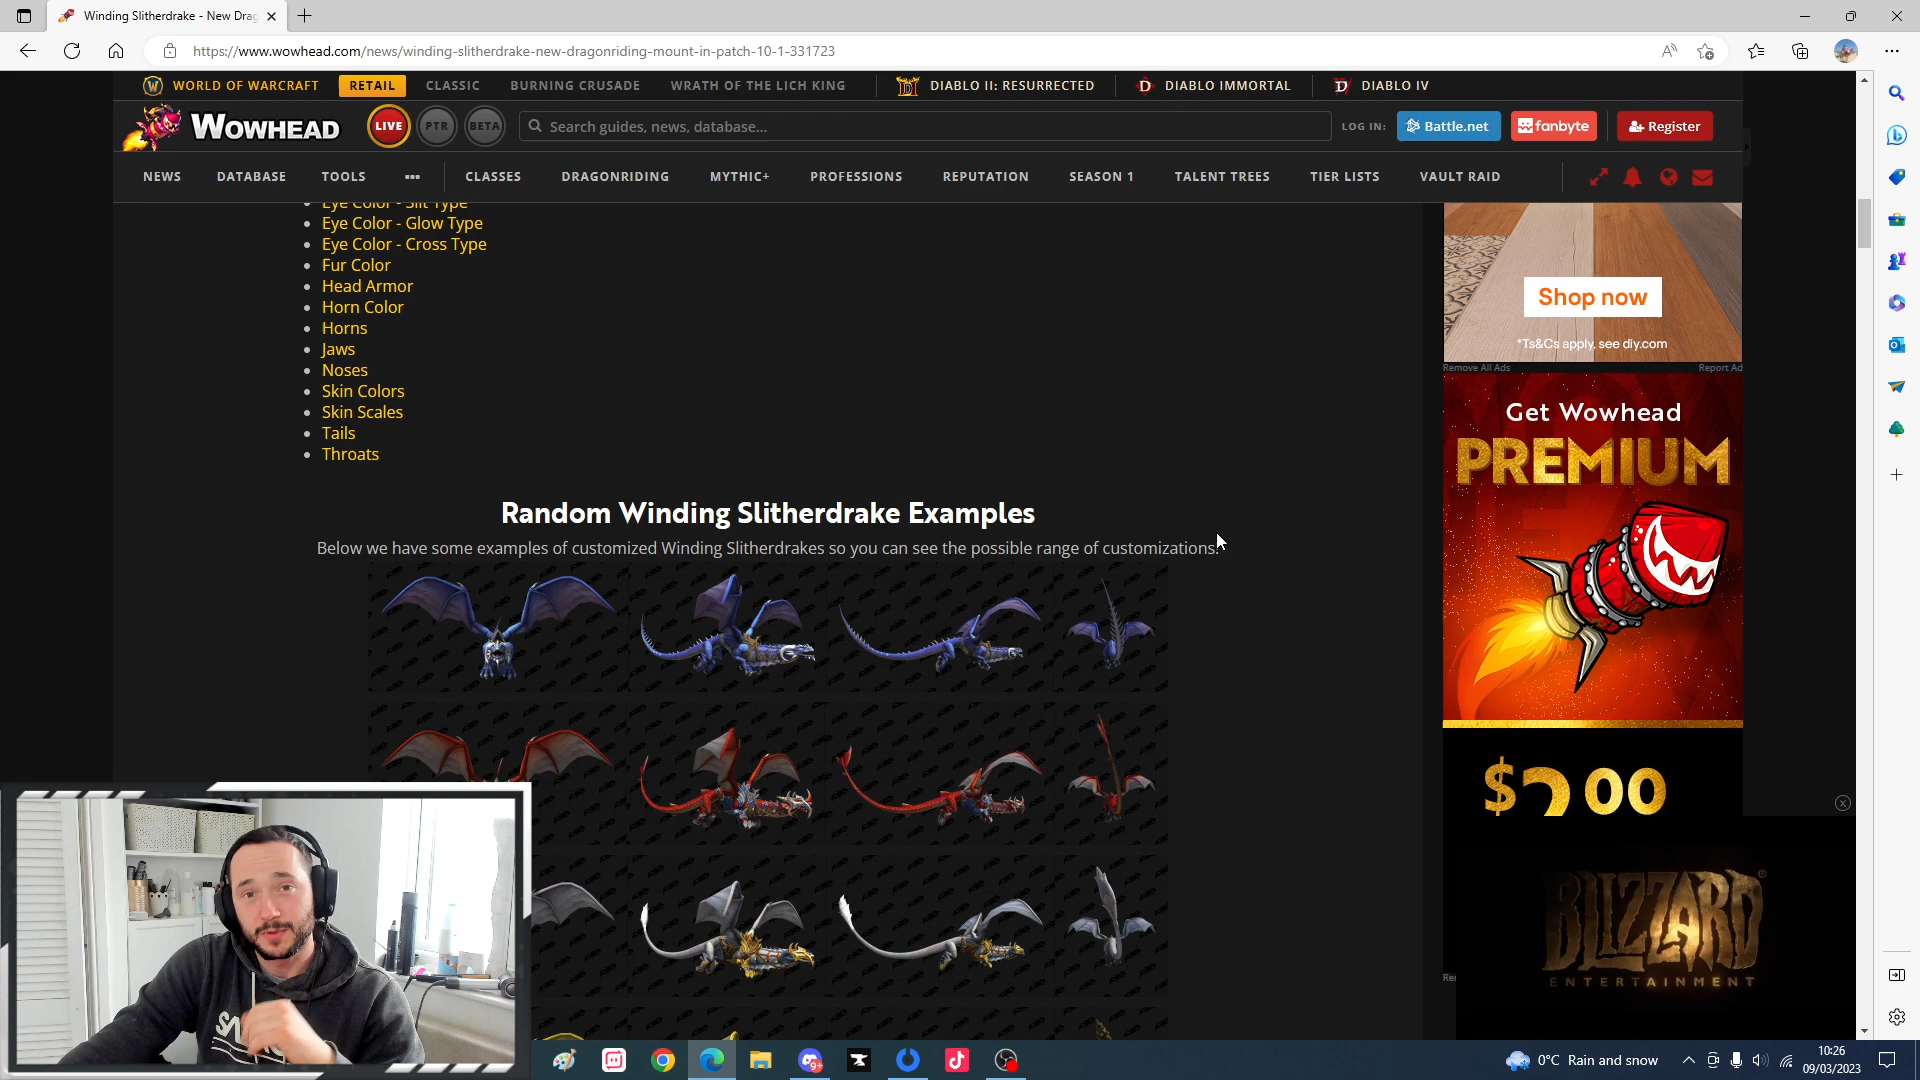 Winding Slitherdrake - New Drag
https://www.wowhead.com/news/winding-slitherdrake-new-dragonriding-mount-in-patch-10-1-331723
WORLD OF WARCRAFT RETAIL CLASSIC BURNING CRUSADE WRATH OF THE LICH KING DIABLO II: RESURRECTED DIABLO IMMORTAL DIABLO IV
WOWHEAD LIVE PTR BETA Search guides, news, database... LOG IN: Battle.net fanbyte Register
NEWS DATABASE TOOLS ••• CLASSES DRAGONRIDING MYTHIC+ PROFESSIONS REPUTATION SEASON 1 TALENT TREES TIER LISTS VAULT RAID
Eye Color - Slit Type
Eye Color - Glow Type
Eye Color - Cross Type
Fur Color
Head Armor
Horn Color
Horns
Jaws
Noses
Skin Colors
Skin Scales
Tails
Throats
Random Winding Slitherdrake Examples
Below we have some examples of customized Winding Slitherdrakes so you can see the possible range of customizations!
Shop now
*Ts&Cs apply, see diy.com
Remove All Ads Report Ad
Get Wowhead
PREMIUM
$2.00
BLIZZARD
ENTERTAINMENT
9+
0°C Rain and snow
10:26
09/03/2023